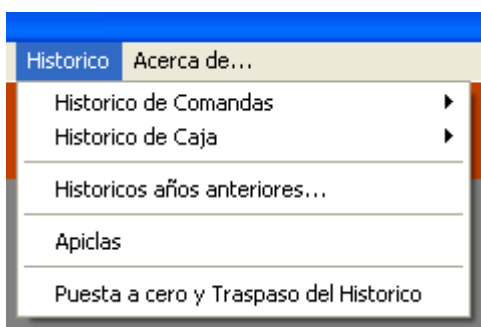 Historico Acerca de...
Historico de Comandas
Historico de Caja
Historicos años anteriores...
Apiclas
Puesta a cero y Traspaso del Historico